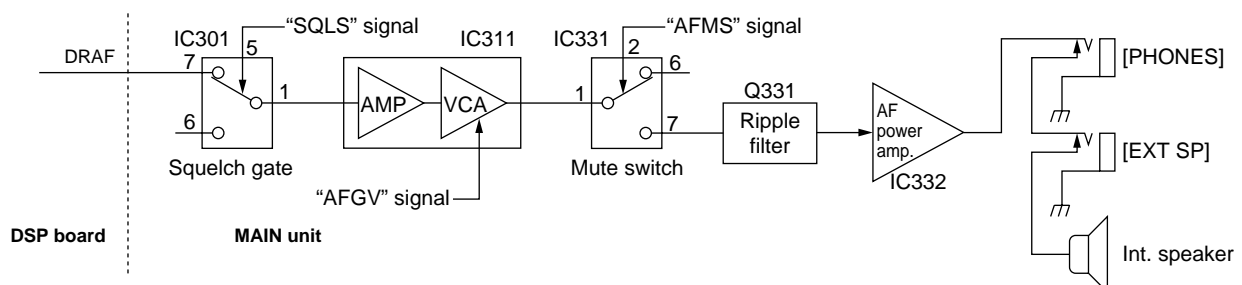 “SQLS” signal
“AFMS” signal
IC301
IC311
IC331
DRAF
5
2
7
6
[PHONES]
Q331
1
AMP
VCA
1
6
7
Ripple
filter
AF
power
amp.
[EXT SP]
Squelch gate
Mute switch
IC332
“AFGV” signal
DSP board
MAIN unit
Int. speaker